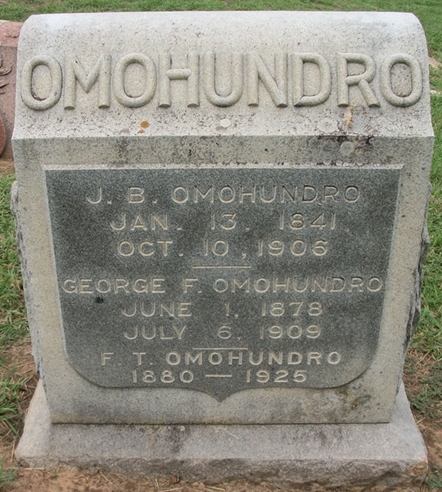 OMOHUNDRO
J. B. OMOHUNDRO
JAN. 13. 1841
OCT. 10, 1906
GEORGE F. OMOHUNDRO
JUNE 1. 1878
JULY 6. 1909
F. T. OMOHUNDRO
1880 — 1925